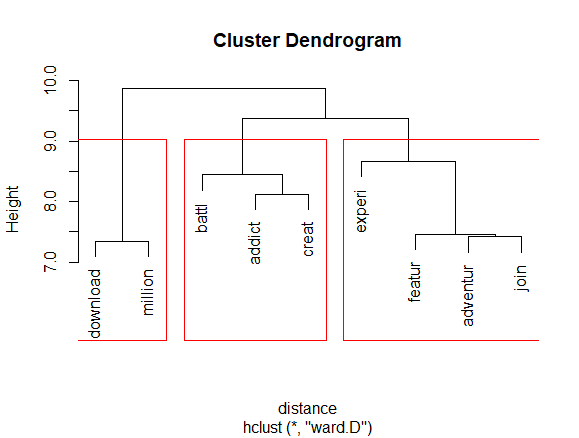 Cluster Dendrogram
Height
10.0
9.0
8.0
7.0
download
million
battl
addict
creat
experi
featur
adventur
join
distance
hclust (*, "ward.D")